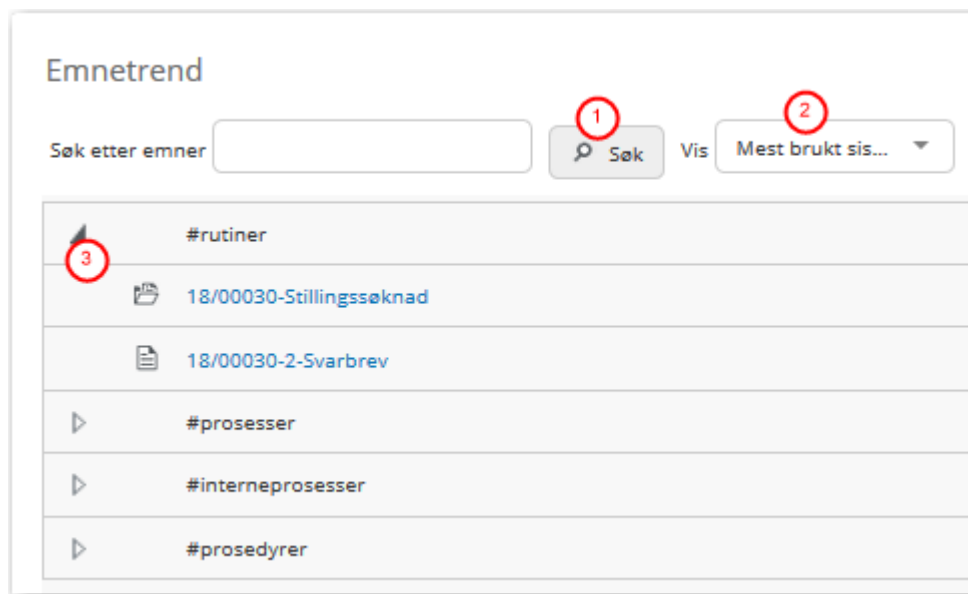 Emnetrend
1 2
Søk etter emner Søk Vis Mest brukt sis...
#rutiner
3
18/00030-Stillingssøknad
18/00030-2-Svarbrev
#prosesser
#interneprosesser
#prosedyrer